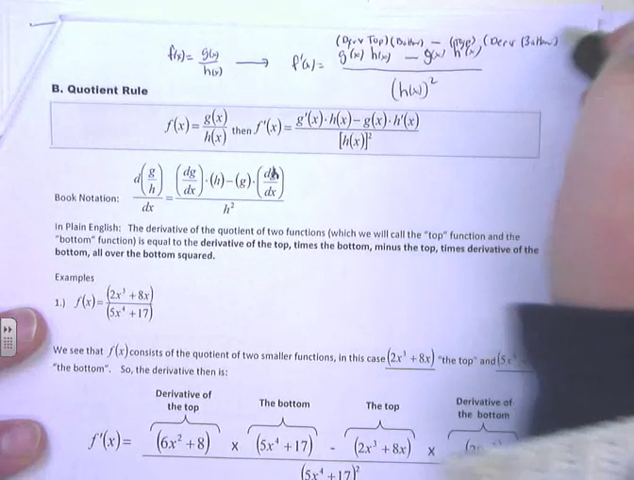 (Derv Top)(Bottom) - (Top)(Derv (Bottom)
f(x) = g(x)/h(x) → f'(x) = g'(x) h(x) - g(x) h'(x) / (h(x))²
B. Quotient Rule
f(x) = g(x)/h(x) then f'(x) = g'(x)·h(x) – g(x)·h'(x) / [h(x)]²
Book Notation: d(g/h)/dx = (dg/dx)·(h) – (g)·(dh/dx) / h²
In Plain English: The derivative of the quotient of two functions (which we will call the "top" function and the
"bottom" function) is equal to the derivative of the top, times the bottom, minus the top, times derivative of the
bottom, all over the bottom squared.
Examples
1.) f(x) = (2x³ + 8x)/(5x⁴ + 17)
We see that f(x) consists of the quotient of two smaller functions, in this case (2x³ + 8x) "the top" and (5x
"the bottom". So, the derivative then is:
Derivative of the top The bottom The top Derivative of the bottom
f'(x) = (6x² + 8) x (5x⁴ + 17) - (2x³ + 8x) x
(5x⁴ + 17)²